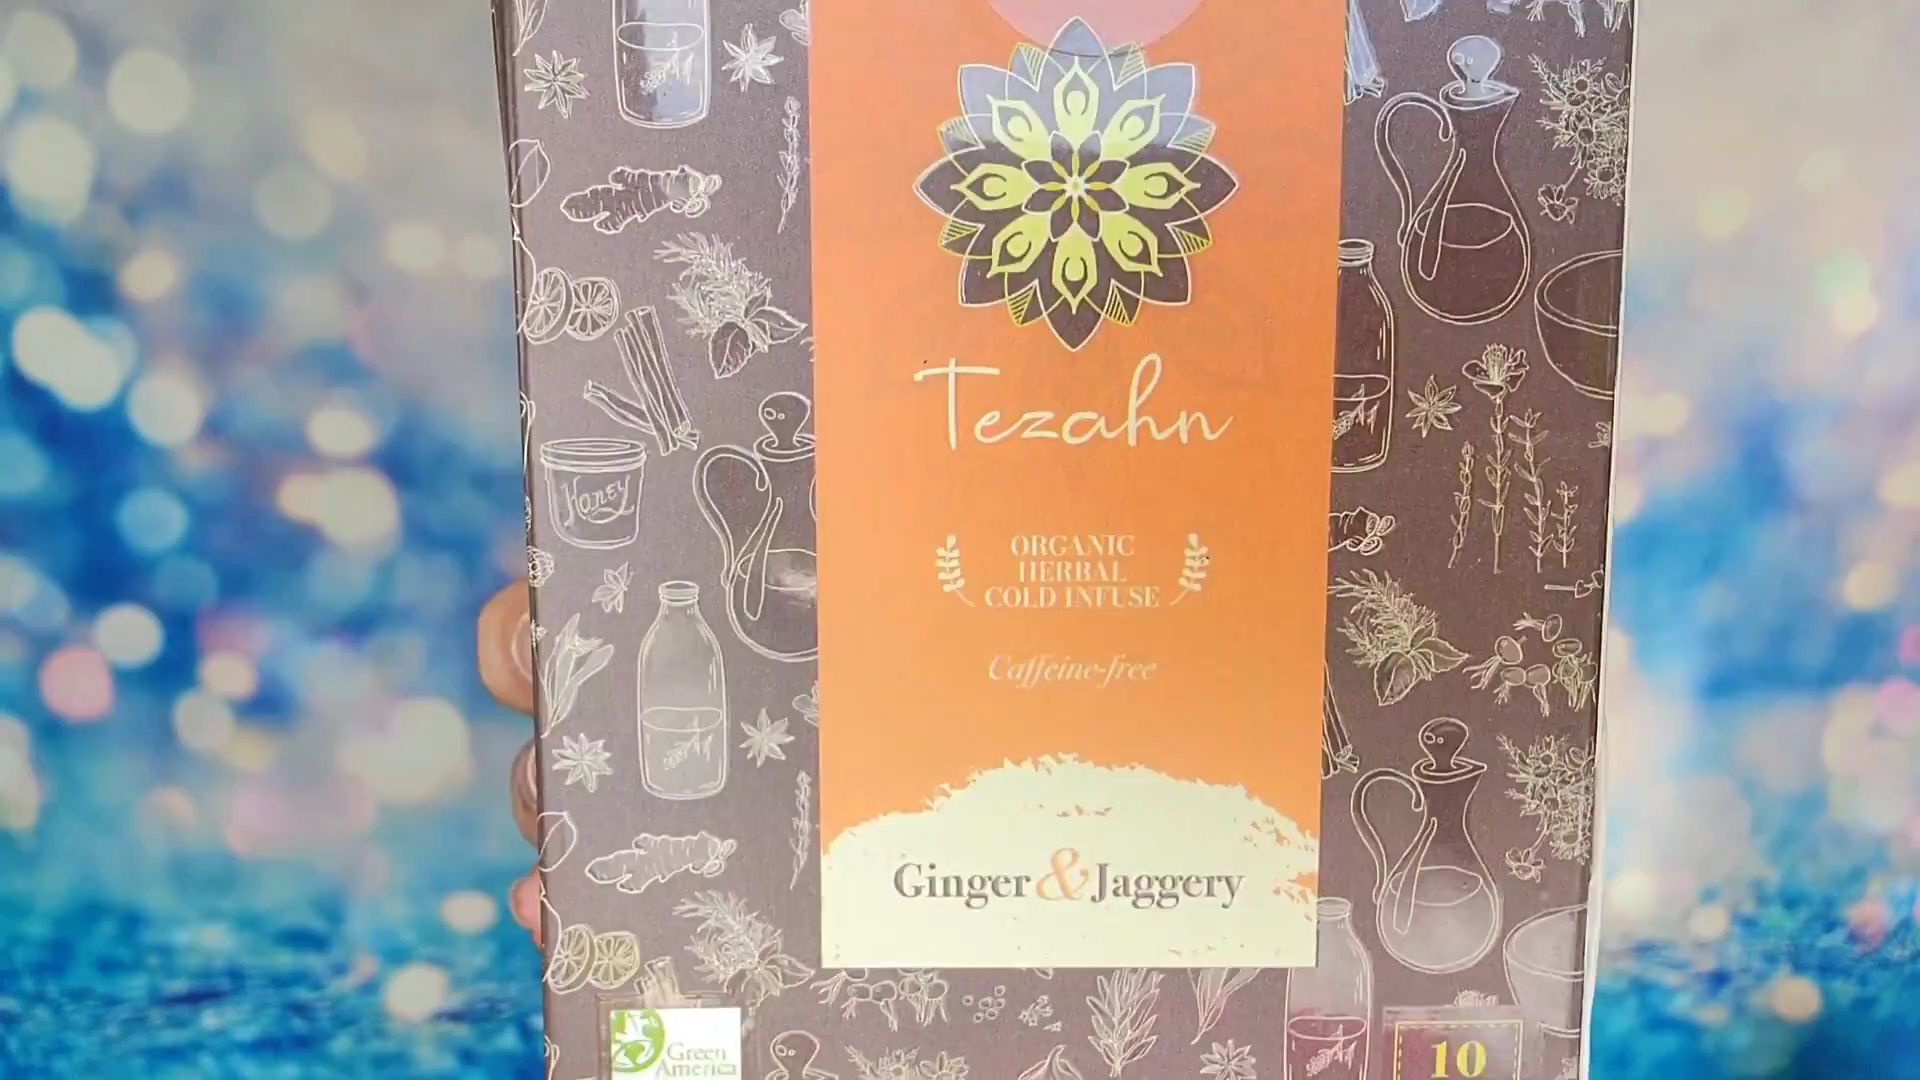 Tezahn
ORGANIC
HERBAL
COLD INFUSE
Caffeine-free
Honey
Ginger & Jaggery
Green
America
10